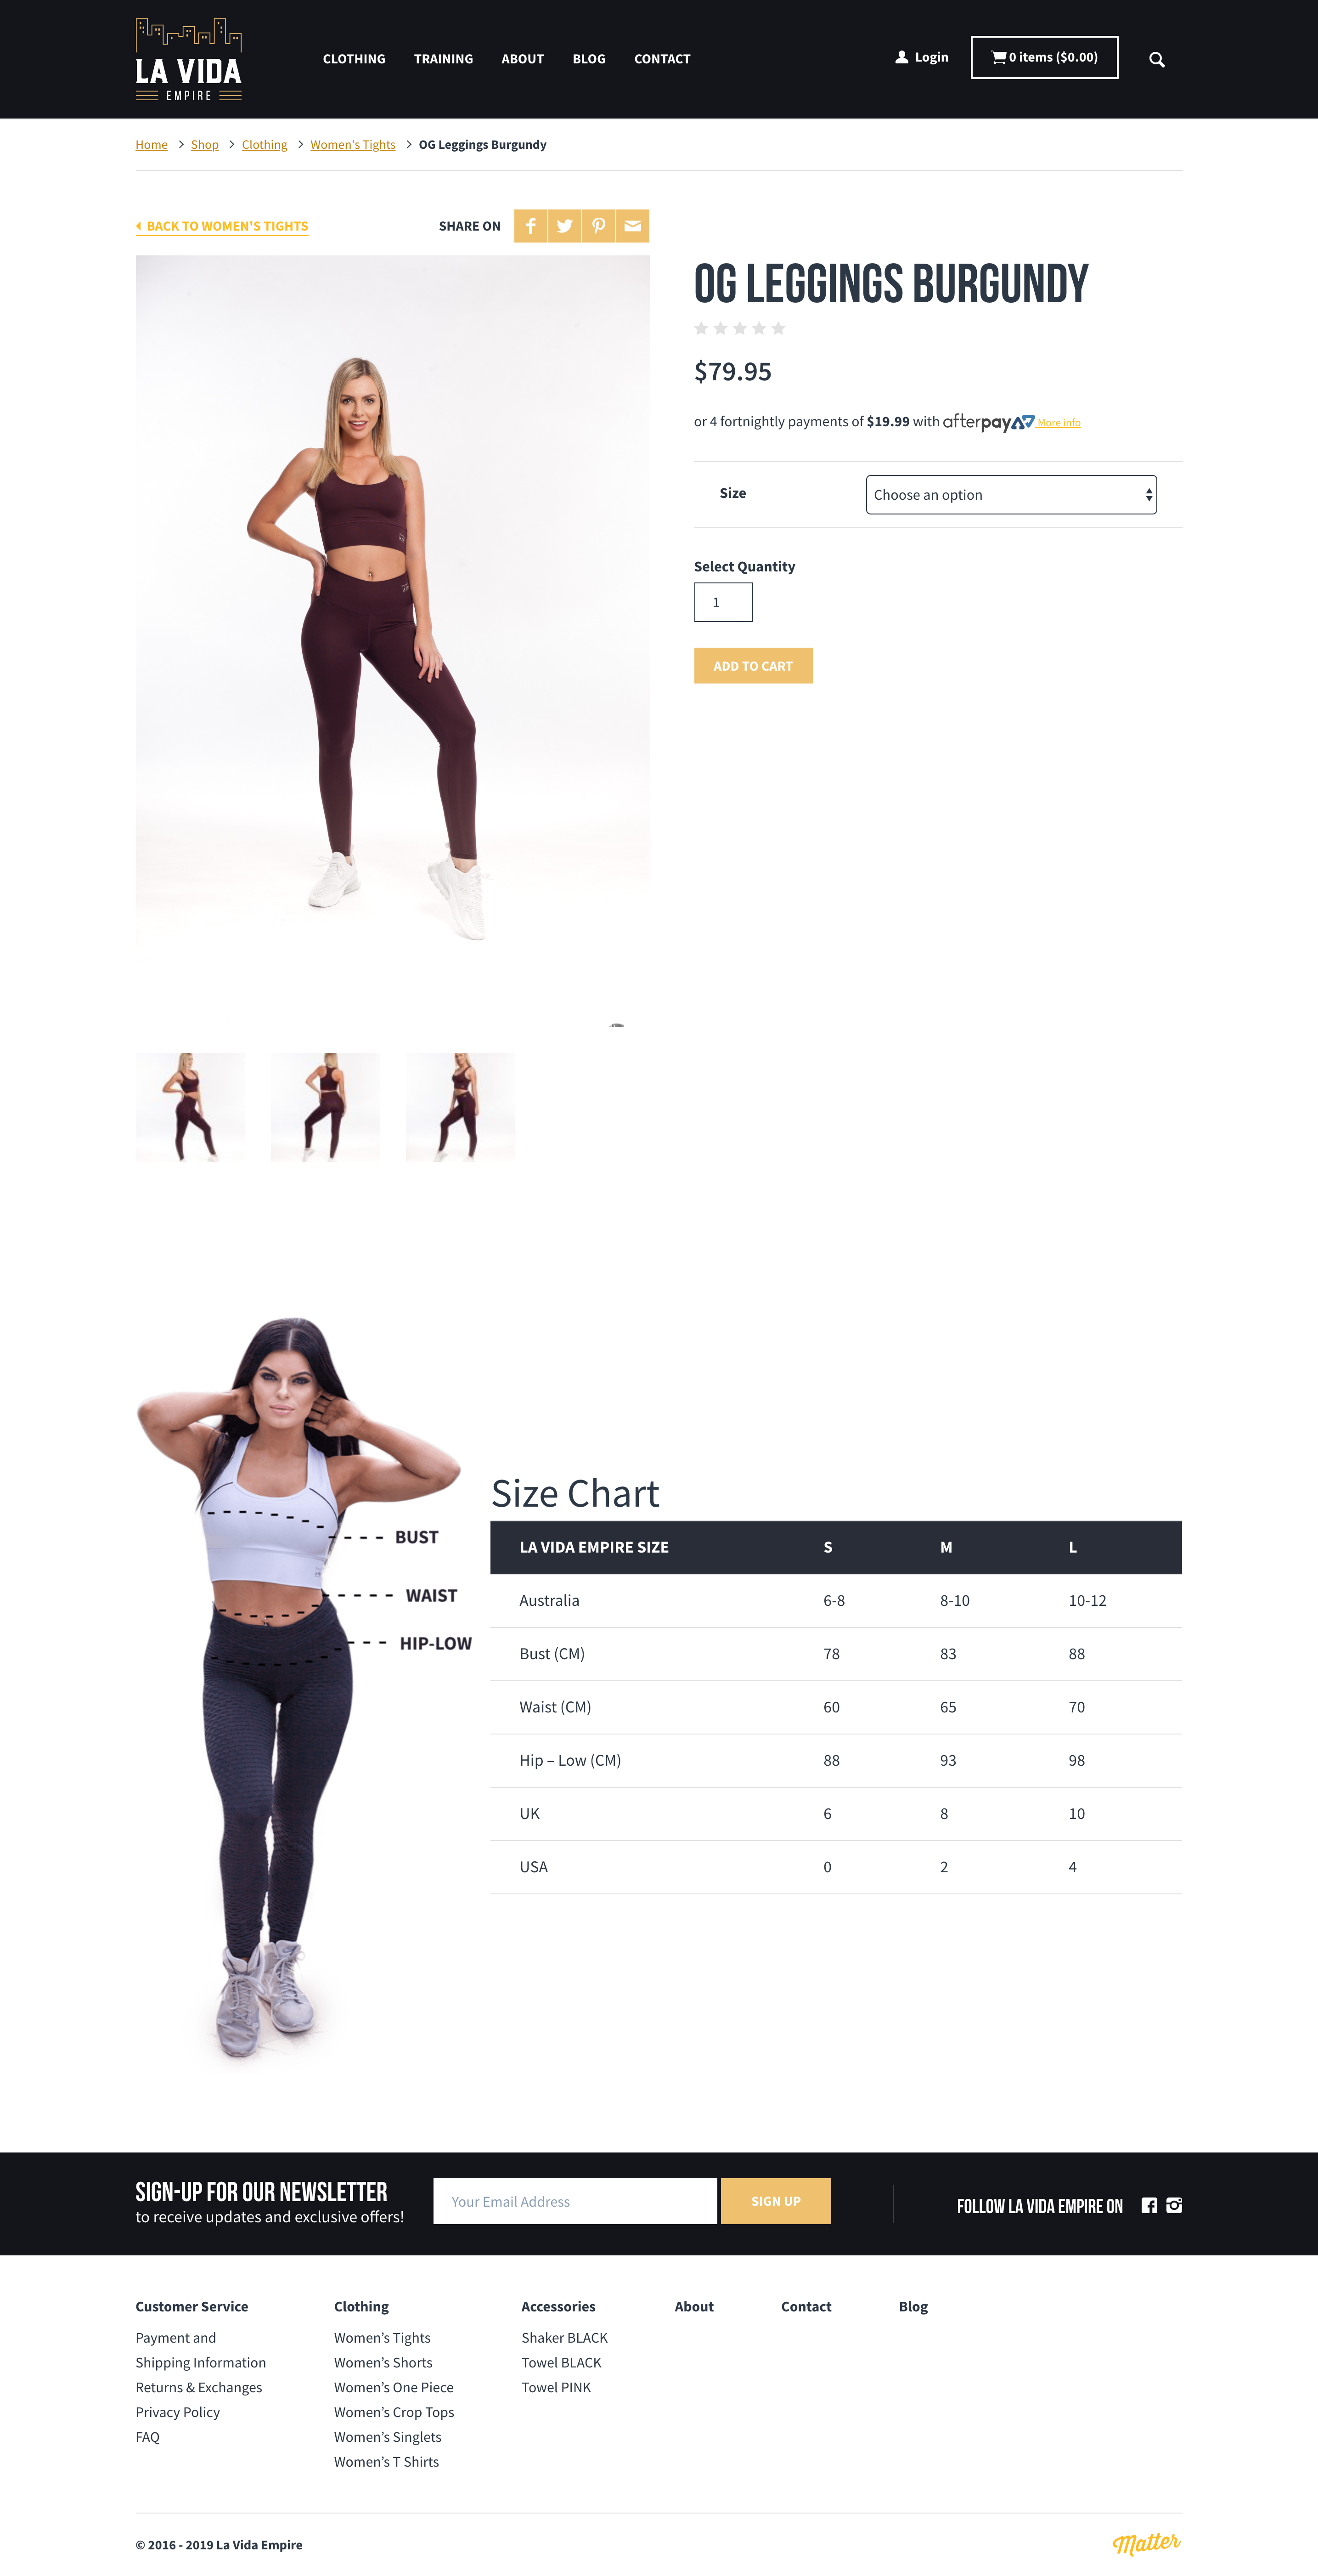 LA VIDA
EMPIRE
CLOTHING TRAINING ABOUT BLOG CONTACT
Login
0 items ($0.00)
Home > Shop > Clothing > Women's Tights > OG Leggings Burgundy
BACK TO WOMEN'S TIGHTS
SHARE ON
OG LEGGINGS BURGUNDY
$79.95
or 4 fortnightly payments of $19.99 with afterpay More info
Size Choose an option
Select Quantity
1
ADD TO CART
BUST
WAIST
HIP-LOW
Size Chart
LA VIDA EMPIRE SIZE S M L
Australia 6-8 8-10 10-12
Bust (CM) 78 83 88
Waist (CM) 60 65 70
Hip – Low (CM) 88 93 98
UK 6 8 10
USA 0 2 4
SIGN-UP FOR OUR NEWSLETTER
to receive updates and exclusive offers!
Your Email Address
SIGN UP
FOLLOW LA VIDA EMPIRE ON
Customer Service
Payment and
Shipping Information
Returns & Exchanges
Privacy Policy
FAQ
Clothing
Women’s Tights
Women’s Shorts
Women’s One Piece
Women’s Crop Tops
Women’s Singlets
Women’s T Shirts
Accessories
Shaker BLACK
Towel BLACK
Towel PINK
About
Contact
Blog
© 2016 - 2019 La Vida Empire
Matter